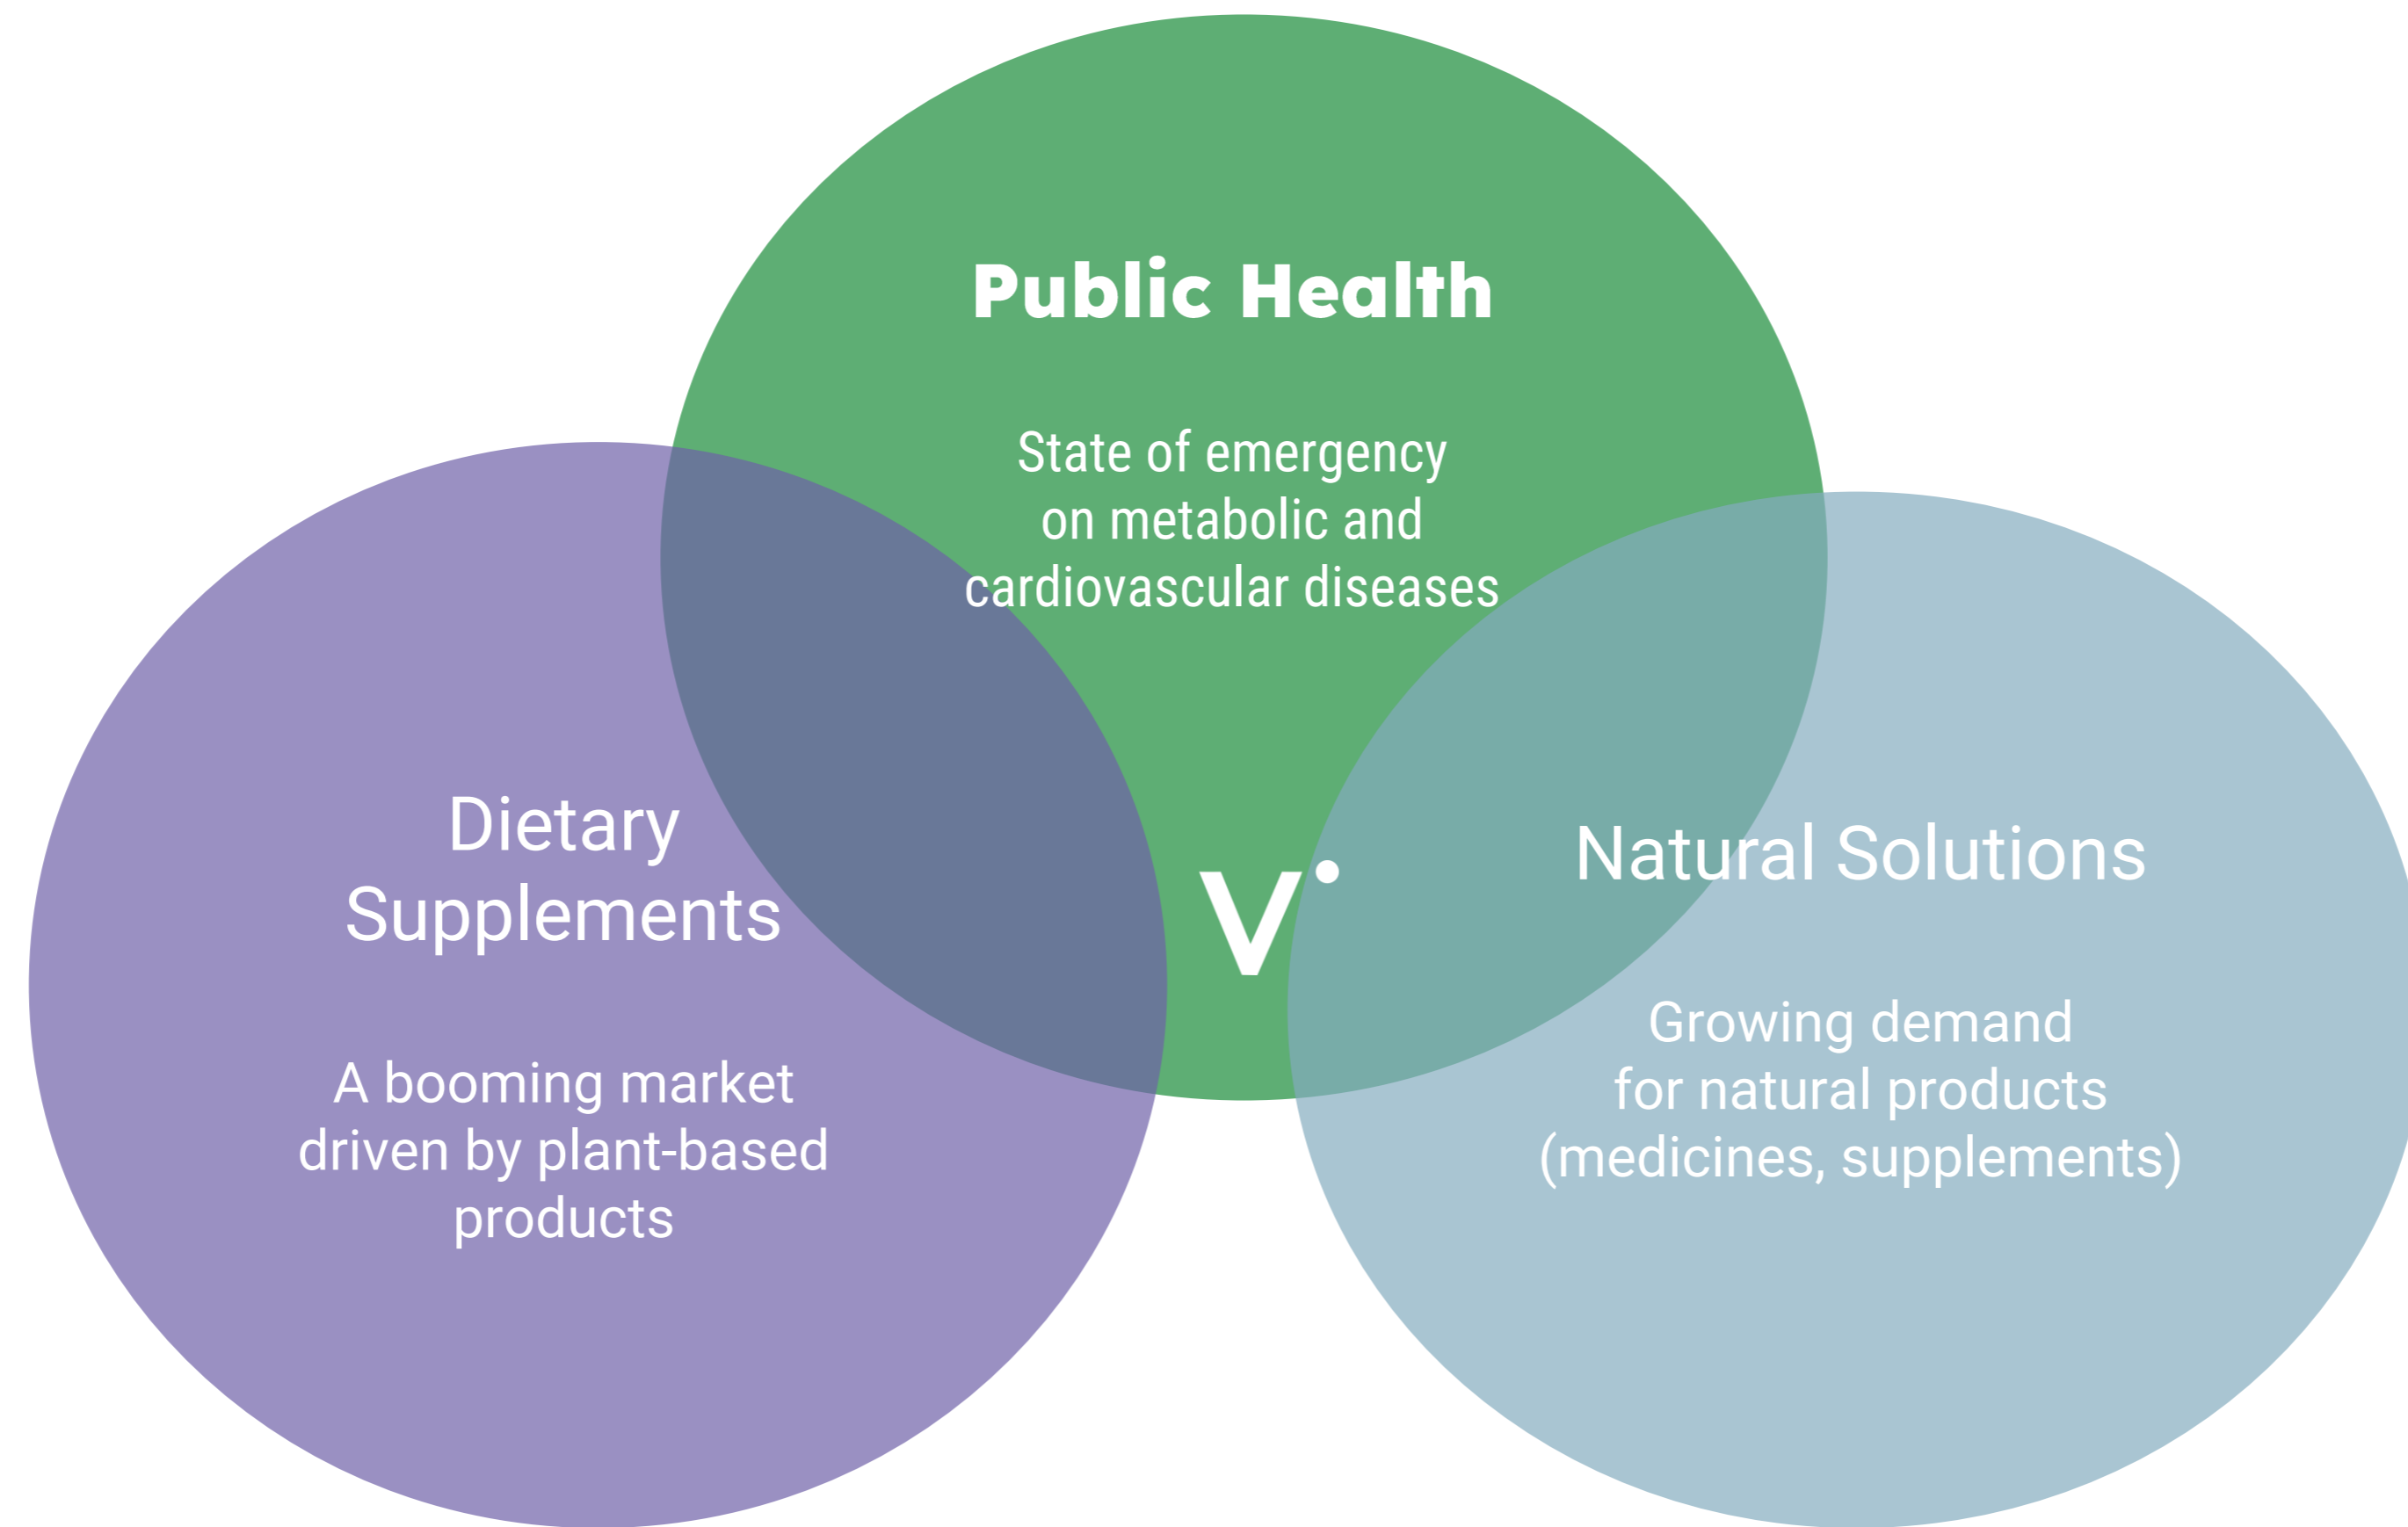 Public Health
State of emergency
on metabolic and
cardiovascular diseases
Dietary
Supplements
A booming market
driven by plant-based
products
V
Natural Solutions
Growing demand
for natural products
(medicines, supplements)